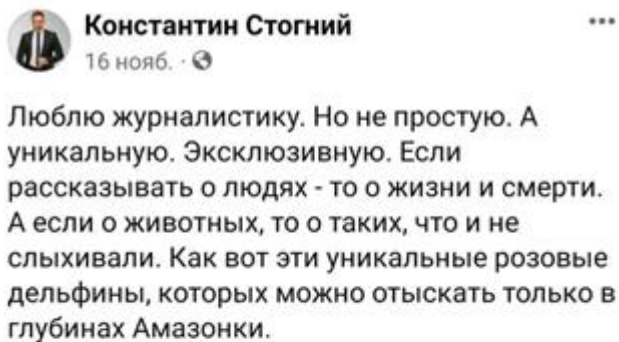 Константин Стогний
16 нояб. ·
Люблю журналистику. Но не простую. А
уникальную. Эксклюзивную. Если
рассказывать о людях - то о жизни и смерти.
А если о животных, то о таких, что и не
слыхивали. Как вот эти уникальные розовые
дельфины, которых можно отыскать только в
глубинах Амазонки.